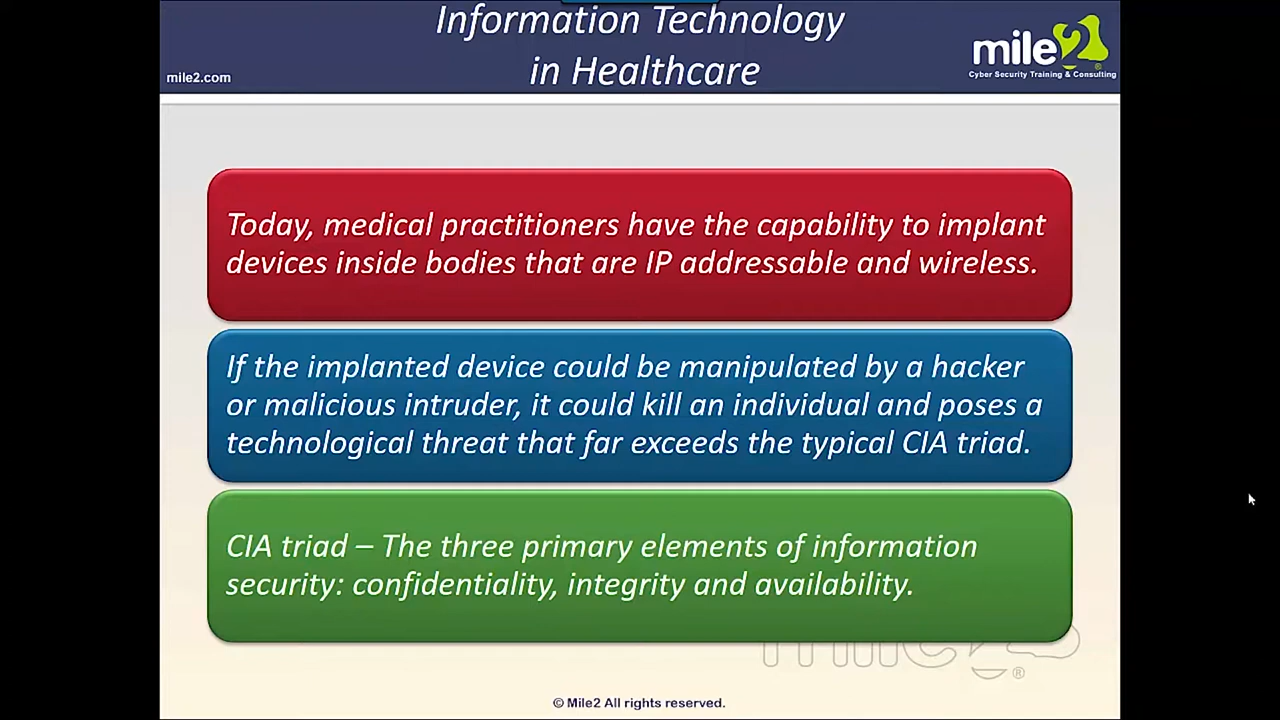 Information Technology
in Healthcare
mile2.com
mile2
®
Cyber Security Training & Consulting
Today, medical practitioners have the capability to implant
devices inside bodies that are IP addressable and wireless.
If the implanted device could be manipulated by a hacker
or malicious intruder, it could kill an individual and poses a
technological threat that far exceeds the typical CIA triad.
CIA triad – The three primary elements of information
security: confidentiality, integrity and availability.
mile2
®
© Mile2 All rights reserved.